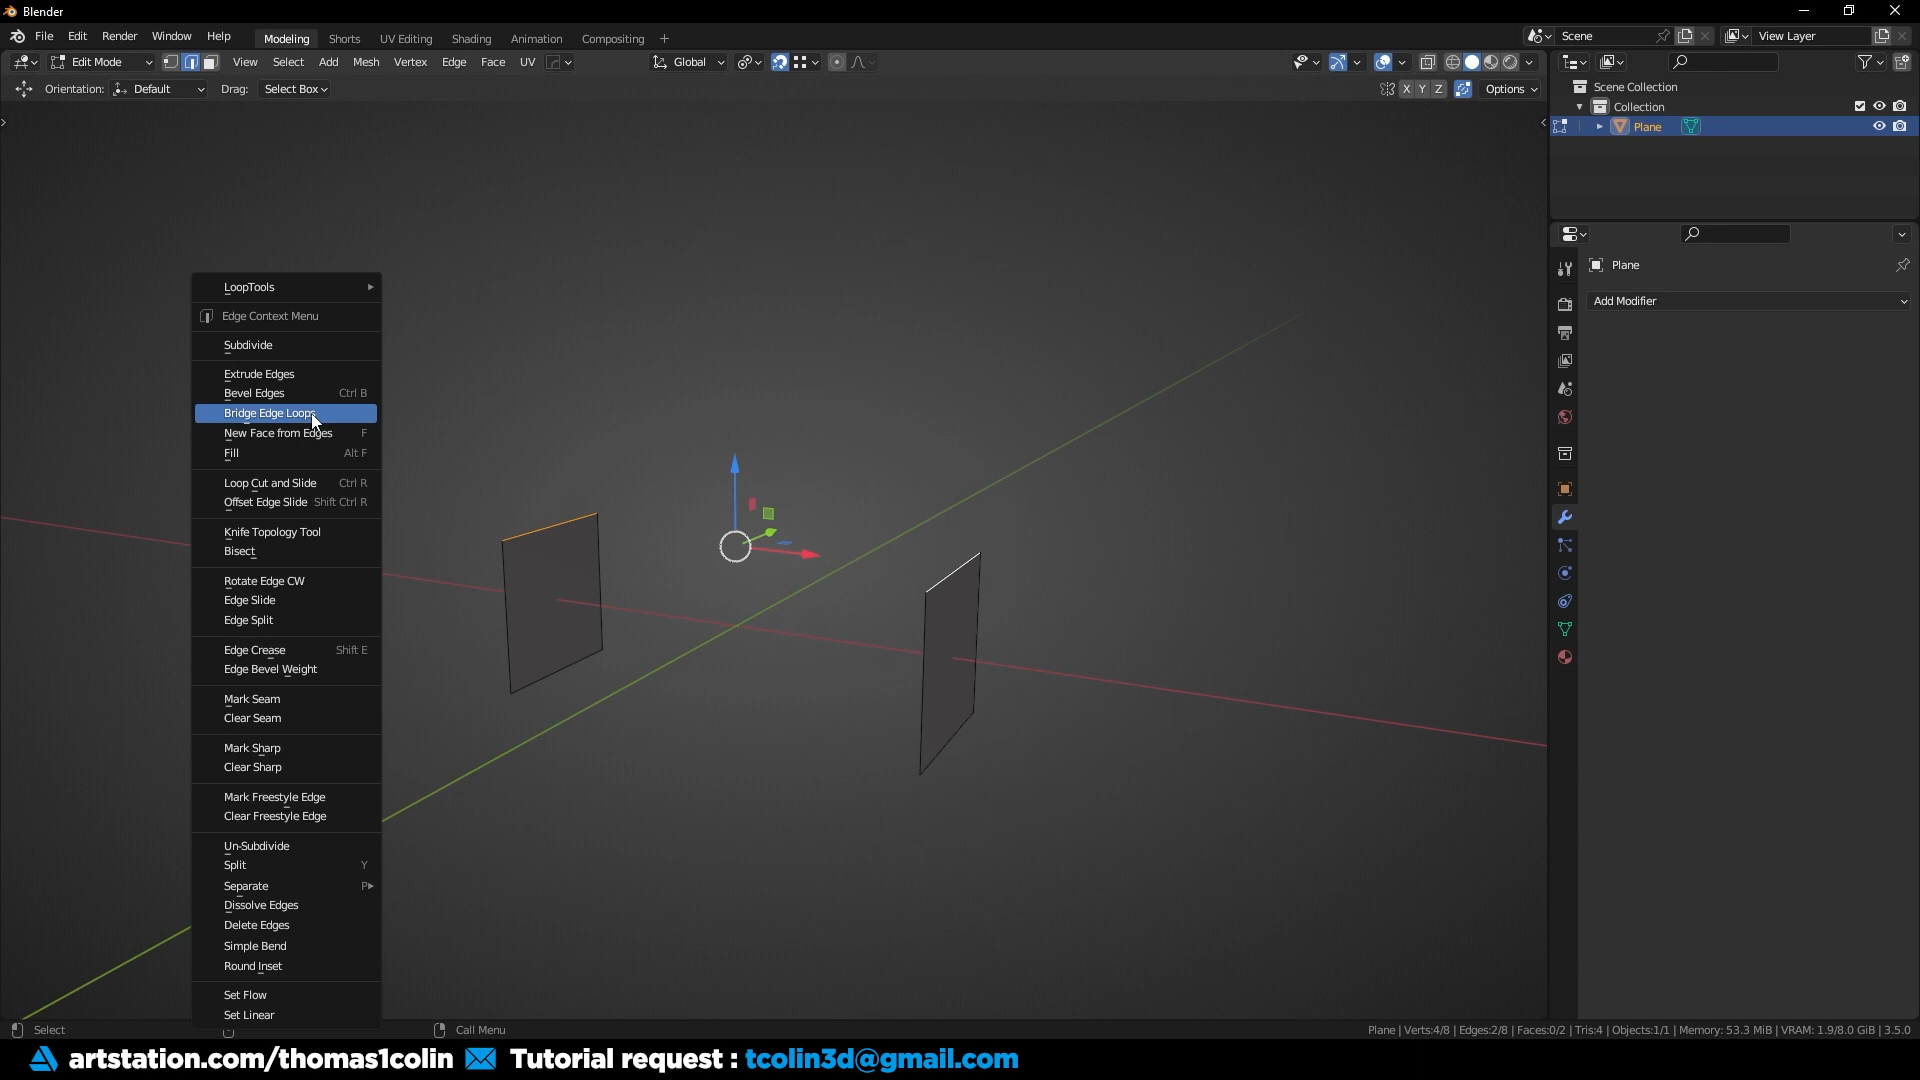 Blender
File Edit Render Window Help Modeling Shorts UV Editing Shading Animation Compositing + Scene View Layer
Edit Mode View Select Add Mesh Vertex Edge Face UV Global
Orientation: Default Drag: Select Box X Y Z Options
Scene Collection
Collection
Plane
Plane
Add Modifier
LoopTools
Edge Context Menu
Subdivide
Extrude Edges
Bevel Edges Ctrl B
Bridge Edge Loops
New Face from Edges F
Fill Alt F
Loop Cut and Slide Ctrl R
Offset Edge Slide Shift Ctrl R
Knife Topology Tool
Bisect
Rotate Edge CW
Edge Slide
Edge Split
Edge Crease Shift E
Edge Bevel Weight
Mark Seam
Clear Seam
Mark Sharp
Clear Sharp
Mark Freestyle Edge
Clear Freestyle Edge
Un-Subdivide
Split Y
Separate P
Dissolve Edges
Delete Edges
Simple Bend
Round Inset
Set Flow
Set Linear
Select Call Menu Plane | Verts:4/8 | Edges:2/8 | Faces:0/2 | Tris:4 | Objects:1/1 | Memory: 53.3 MiB | VRAM: 1.9/8.0 GiB | 3.5.0
artstation.com/thomas1colin Tutorial request : tcolin3d@gmail.com